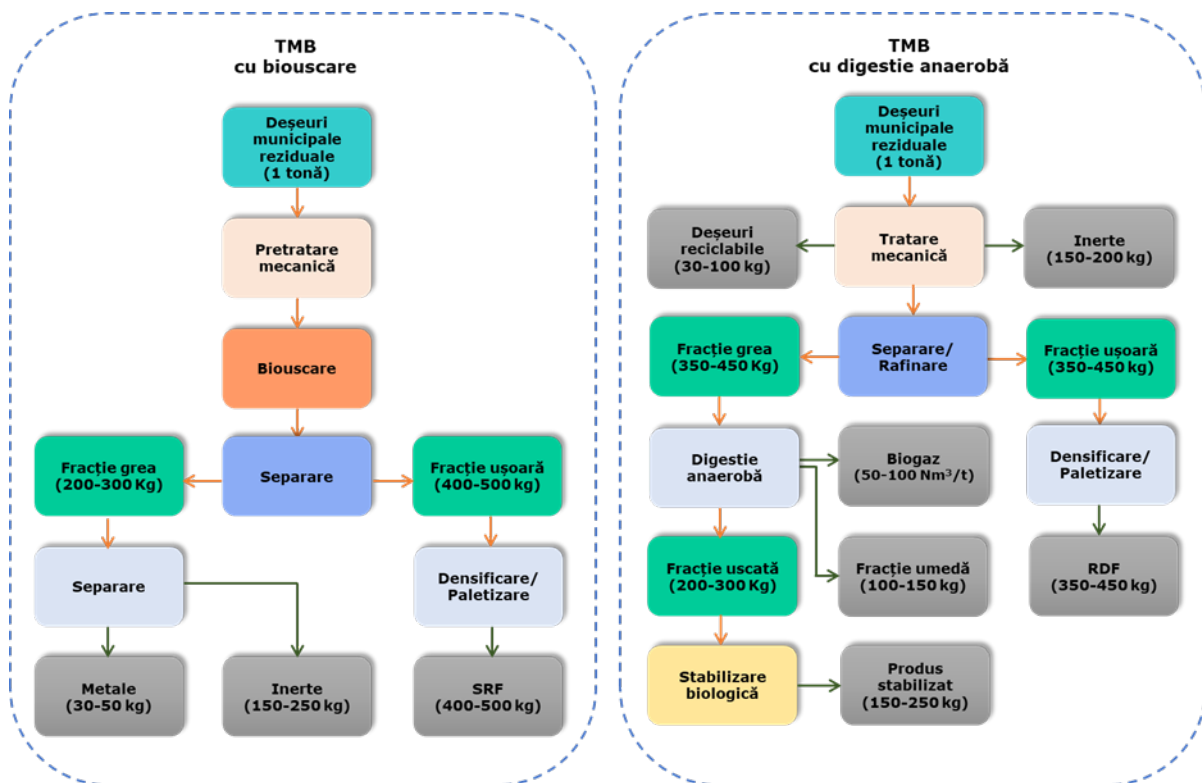 TMB
cu biouscare
Deșeuri
municipale
reziduale
(1 tonă)
Pretratare
mecanică
Biouscare
Fracție grea
(200-300 Kg)
Separare
Fracție ușoară
(400-500 kg)
Separare
Densificare/
Paletizare
Metale
(30-50 kg)
Inerte
(150-250 kg)
SRF
(400-500 kg)
TMB
cu digestie anaerobă
Deșeuri
municipale
reziduale
(1 tonă)
Deșeuri
reciclabile
(30-100 kg)
Tratare
mecanică
Inerte
(150-200 kg)
Fracție grea
(350-450 Kg)
Separare/
Rafinare
Fracție ușoară
(350-450 kg)
Digestie
anaerobă
Biogaz
(50-100 Nm³/t)
Densificare/
Paletizare
Fracție uscată
(200-300 Kg)
Fracție umedă
(100-150 kg)
RDF
(350-450 kg)
Stabilizare
biologică
Produs
stabilizat
(150-250 kg)